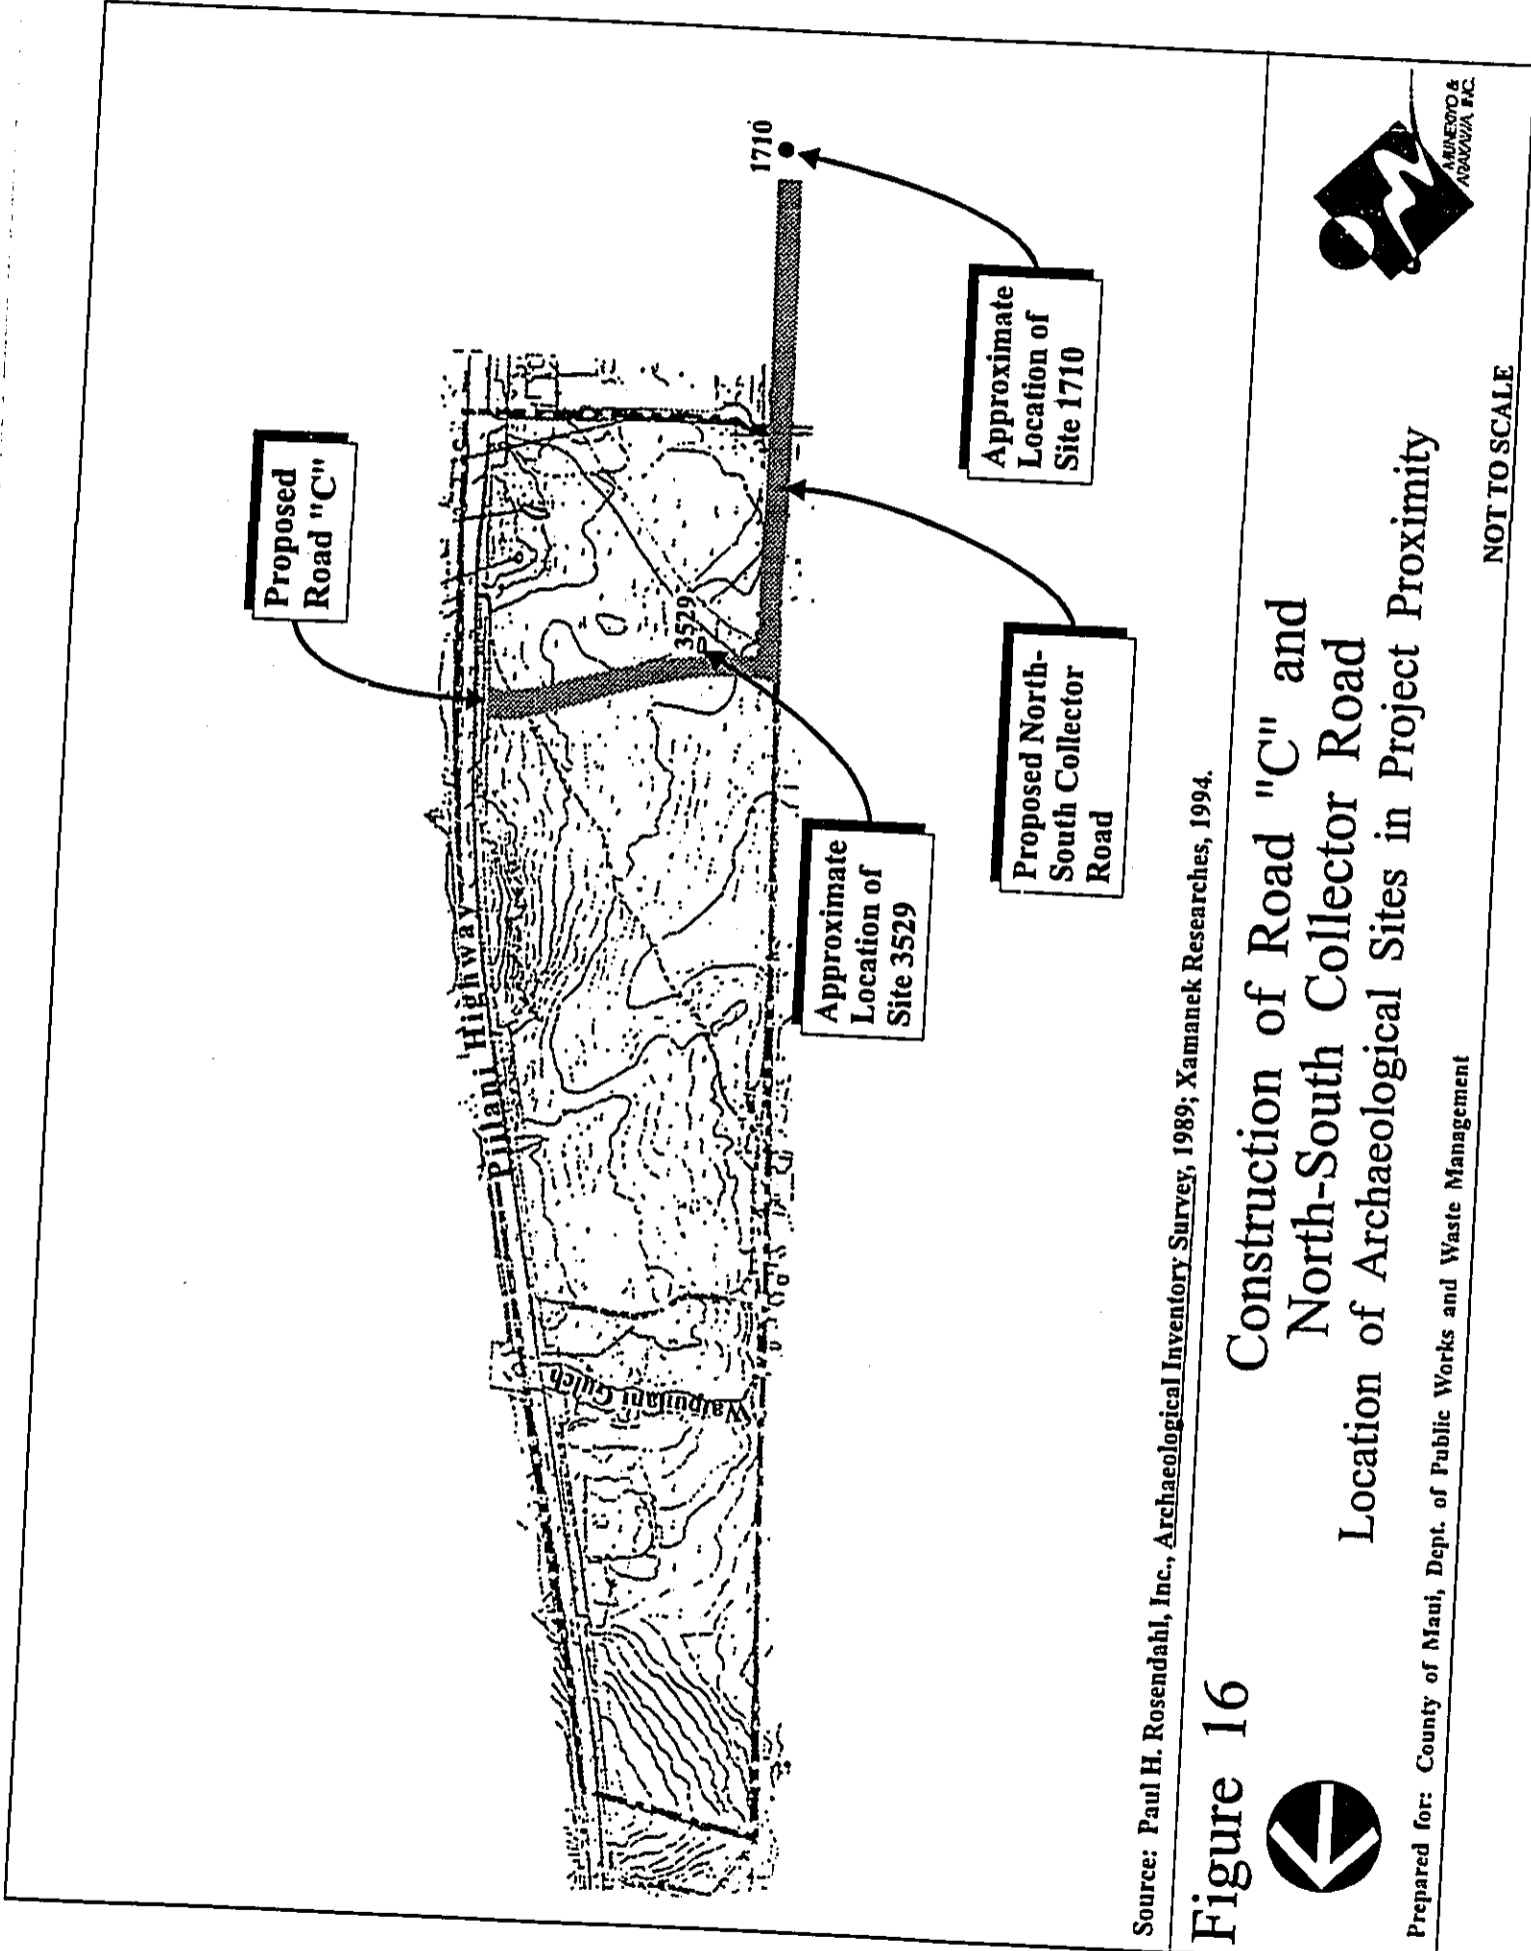 Proposed
Road "C"
1710
Approximate
Location of
Site 1710
3529
Piilani Highway
Approximate
Location of
Site 3529
Proposed North-
South Collector
Road
Waipuilani Gulch
Source: Paul H. Rosendahl, Inc., Archaeological Inventory Survey, 1989; Xamanek Researches, 1994.
Figure 16
Construction of Road "C" and
North-South Collector Road
Location of Archaeological Sites in Project Proximity
NOT TO SCALE
Prepared for: County of Maui, Dept. of Public Works and Waste Management
MUNEKIYO &
ARAKAWA, INC.